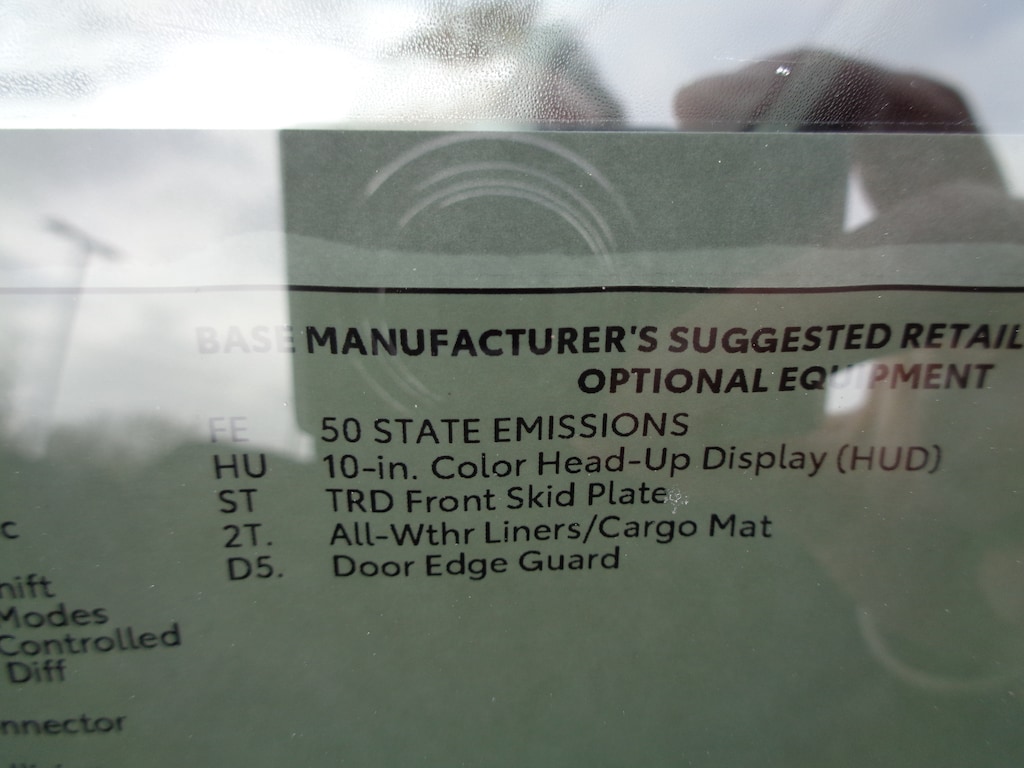 BASE MANUFACTURER'S SUGGESTED RETAIL
OPTIONAL EQUIPMENT
FE 50 STATE EMISSIONS
HU 10-in. Color Head-Up Display (HUD)
ST TRD Front Skid Plate
2T. All-Wthr Liners/Cargo Mat
D5. Door Edge Guard
c
hift
Modes
Controlled
Diff
nnector